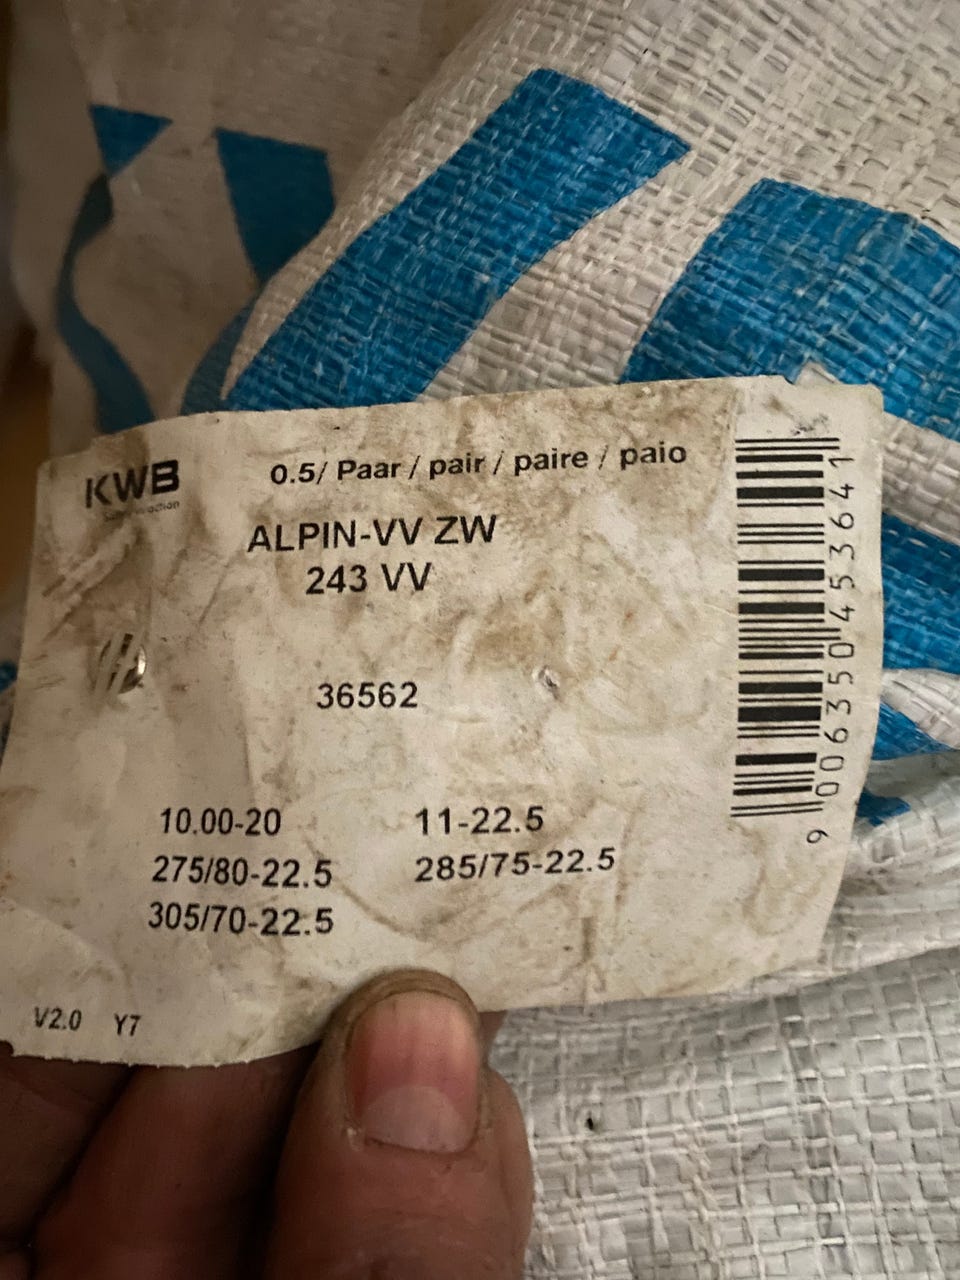 KWB
0.5/ Paar / pair / paire / paio
ALPIN-VV ZW
243 VV
36562
10.00-20 11-22.5
275/80-22.5 285/75-22.5
305/70-22.5
V2.0 Y7
9 006350 453641